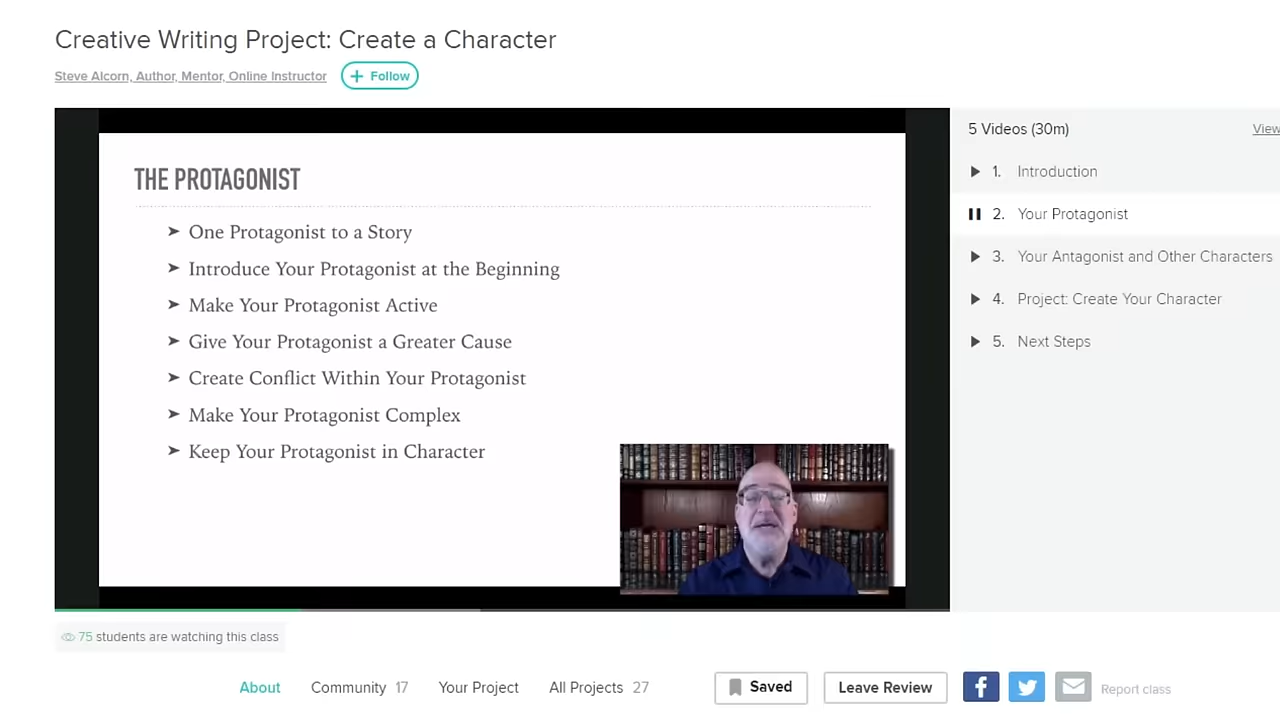 Creative Writing Project: Create a Character
Steve Alcorn, Author, Mentor, Online Instructor
+ Follow
THE PROTAGONIST
➤ One Protagonist to a Story
➤ Introduce Your Protagonist at the Beginning
➤ Make Your Protagonist Active
➤ Give Your Protagonist a Greater Cause
➤ Create Conflict Within Your Protagonist
➤ Make Your Protagonist Complex
➤ Keep Your Protagonist in Character
5 Videos (30m) View
1. Introduction
2. Your Protagonist
3. Your Antagonist and Other Characters
4. Project: Create Your Character
5. Next Steps
75 students are watching this class
About Community 17 Your Project All Projects 27 Saved Leave Review Report class